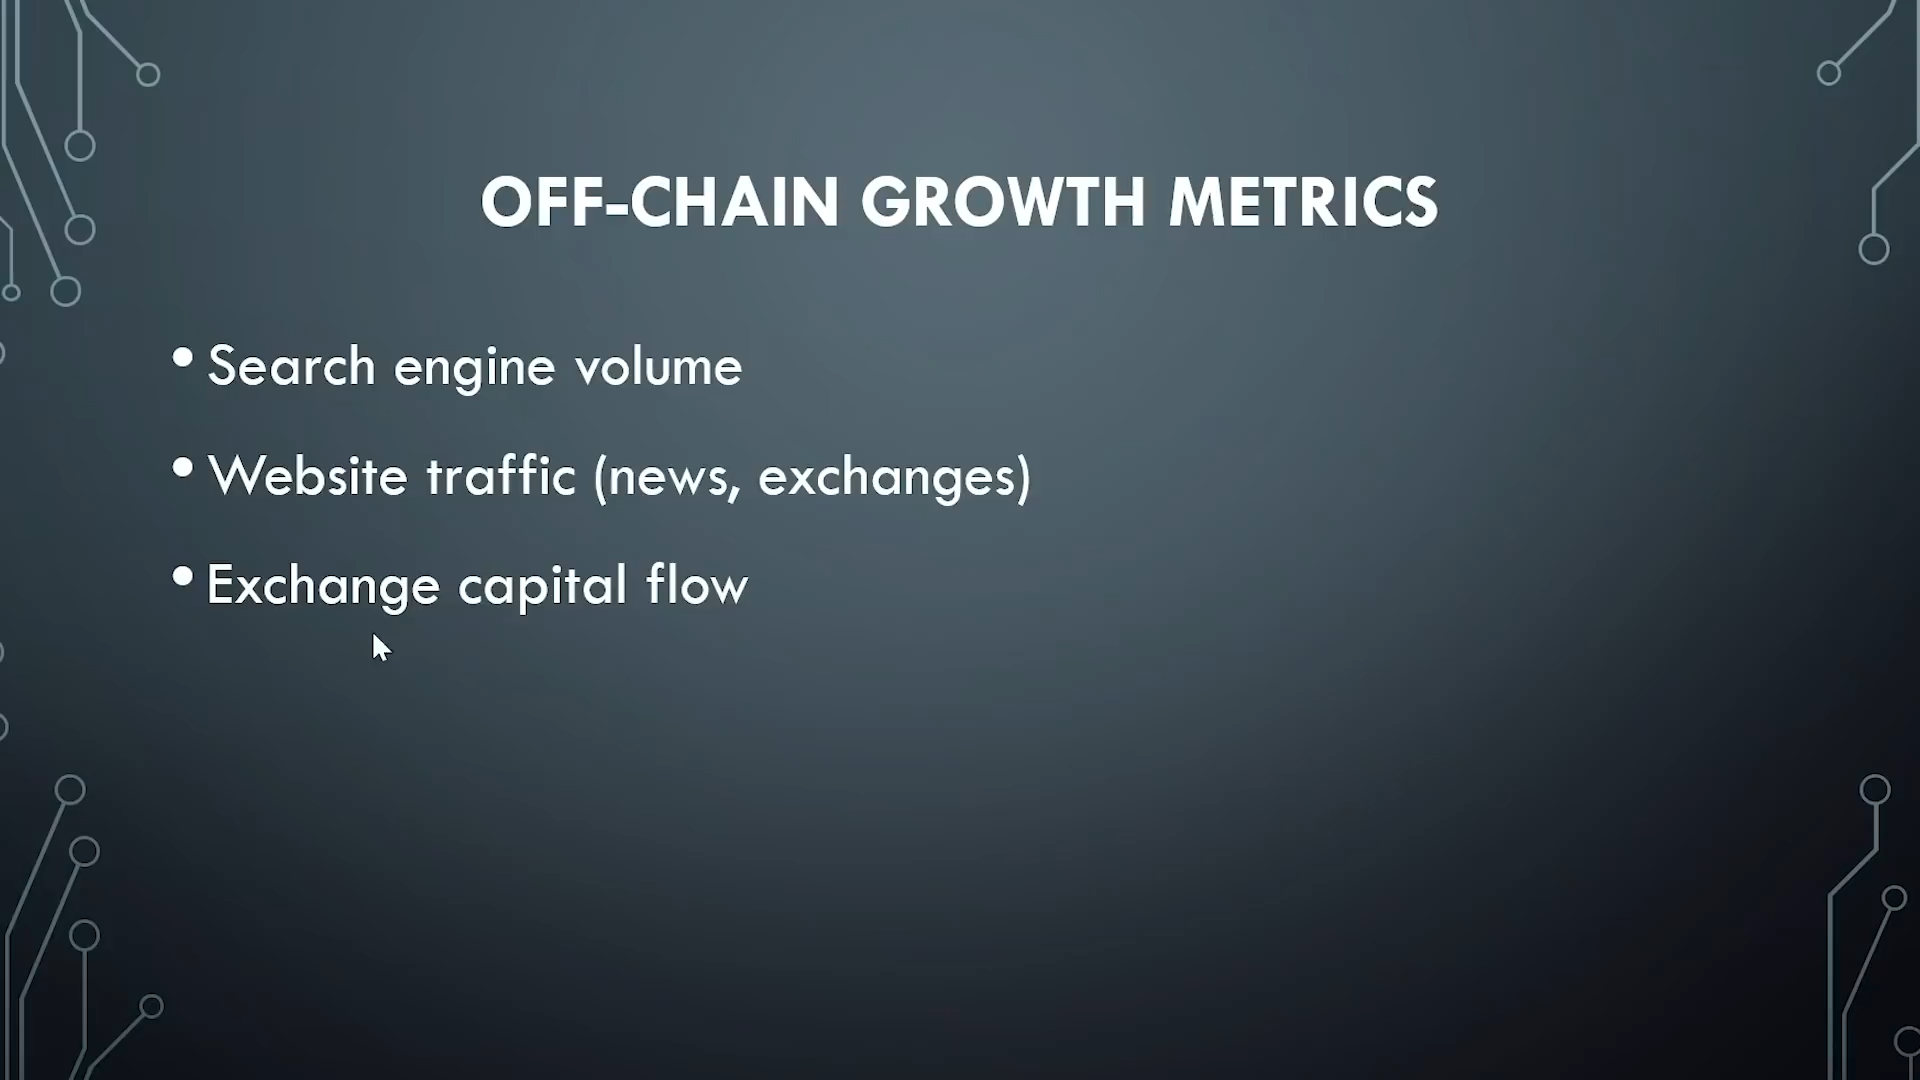 OFF-CHAIN GROWTH METRICS
• Search engine volume
• Website traffic (news, exchanges)
• Exchange capital flow